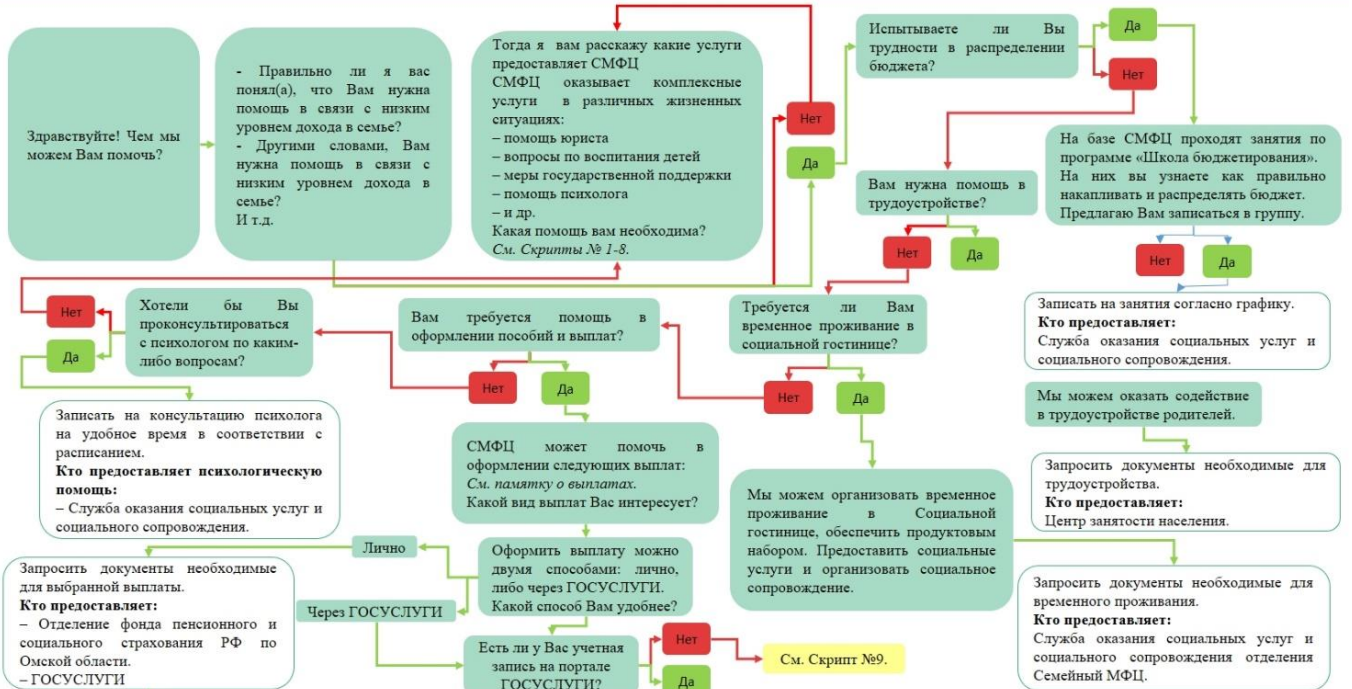 Здравствуйте! Чем мы
можем Вам помочь?
- Правильно ли я вас
понял(а), что Вам нужна
помощь в связи с низким
уровнем дохода в семье?
- Другими словами, Вам
нужна помощь в связи с
низким уровнем дохода в
семье?
И т.д.
Тогда я вам расскажу какие услуги
предоставляет СМФЦ
СМФЦ оказывает комплексные
услуги в различных жизненных
ситуациях:
– помощь юриста
– вопросы по воспитания детей
– меры государственной поддержки
– помощь психолога
– и др.
Какая помощь вам необходима?
См. Скрипты № 1-8.
Нет
Да
Испытываете ли Вы
трудности в распределении
бюджета?
Да
Нет
На базе СМФЦ проходят занятия по
программе «Школа бюджетирования».
На них вы узнаете как правильно
накапливать и распределять бюджет.
Предлагаю Вам записаться в группу.
Нет
Да
Записать на занятия согласно графику.
Кто предоставляет:
Служба оказания социальных услуг и
социального сопровождения.
Вам нужна помощь в
трудоустройстве?
Нет
Да
Мы можем оказать содействие
в трудоустройстве родителей.
Запросить документы необходимые для
трудоустройства.
Кто предоставляет:
Центр занятости населения.
Требуется ли Вам
временное проживание в
социальной гостинице?
Нет
Да
Мы можем организовать временное
проживание в Социальной
гостинице, обеспечить продуктовым
набором. Предоставить социальные
услуги и организовать социальное
сопровождение.
Запросить документы необходимые для
временного проживания.
Кто предоставляет:
Служба оказания социальных услуг и
социального сопровождения отделения
Семейный МФЦ.
Вам требуется помощь в
оформлении пособий и выплат?
Нет
Да
СМФЦ может помочь в
оформлении следующих выплат:
См. памятку о выплатах.
Какой вид выплат Вас интересует?
Оформить выплату можно
двумя способами: лично,
либо через ГОСУСЛУГИ.
Какой способ Вам удобнее?
Лично
Через ГОСУСЛУГИ
Запросить документы необходимые
для выбранной выплаты.
Кто предоставляет:
– Отделение фонда пенсионного и
социального страхования РФ по
Омской области.
– ГОСУСЛУГИ
Есть ли у Вас учетная
запись на портале
ГОСУСЛУГИ?
Нет
Да
См. Скрипт №9.
Хотели бы Вы
проконсультироваться
с психологом по каким-
либо вопросам?
Нет
Да
Записать на консультацию психолога
на удобное время в соответствии с
расписанием.
Кто предоставляет психологическую
помощь:
– Служба оказания социальных услуг и
социального сопровождения.